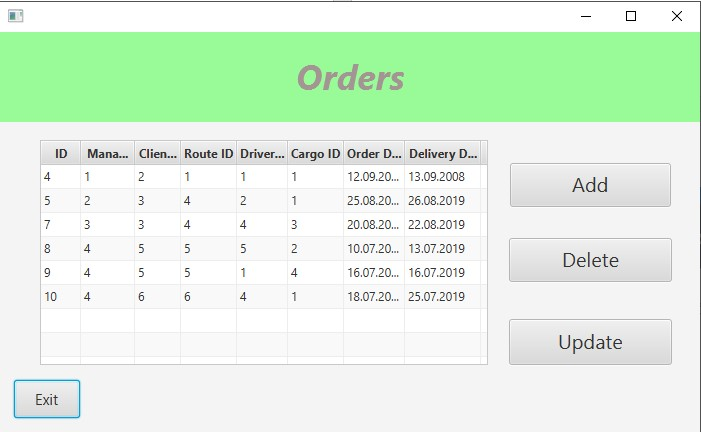 Orders
ID Mana... Clien... Route ID Driver... Cargo ID Order D... Delivery D...
4 1 2 1 1 1 12.09.20... 13.09.2008
5 2 3 4 2 1 25.08.20... 26.08.2019
7 3 3 4 4 3 20.08.20... 22.08.2019
8 4 5 5 5 2 10.07.20... 13.07.2019
9 4 5 5 1 4 16.07.20... 16.07.2019
10 4 6 6 4 1 18.07.20... 25.07.2019
Add
Delete
Update
Exit